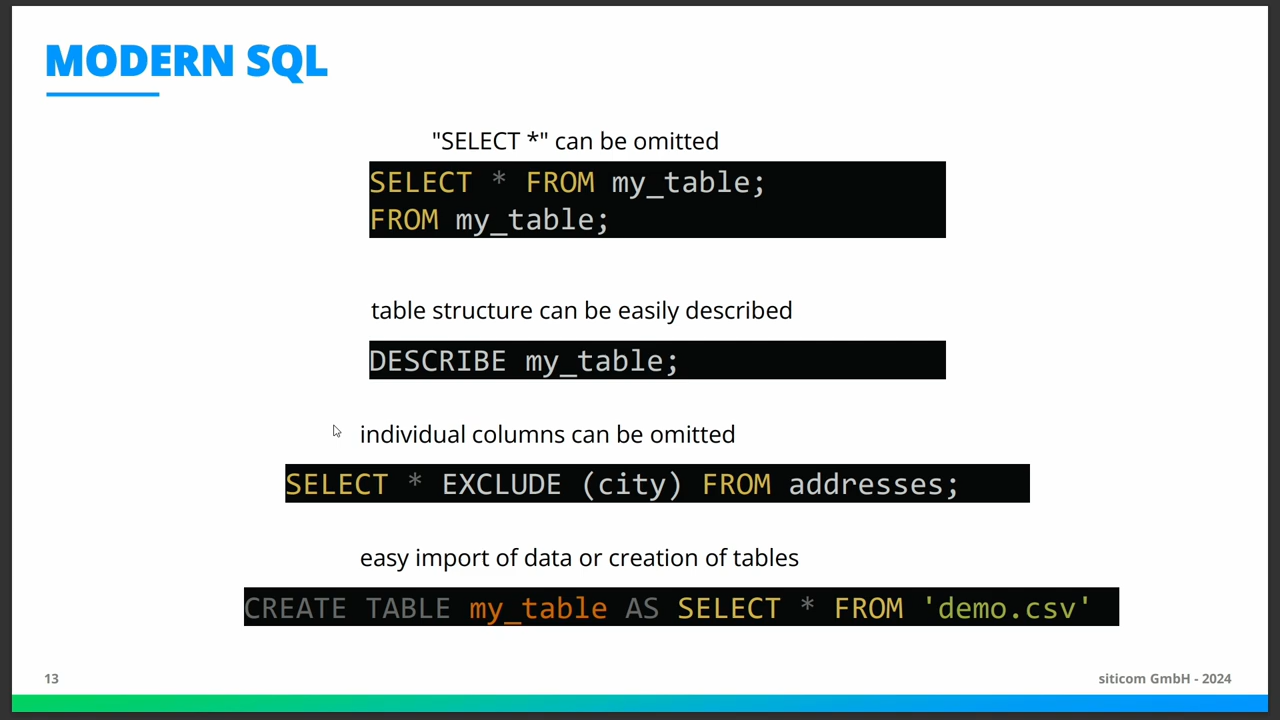 MODERN SQL
"SELECT *" can be omitted
SELECT * FROM my_table;
FROM my_table;
table structure can be easily described
DESCRIBE my_table;
individual columns can be omitted
SELECT * EXCLUDE (city) FROM addresses;
easy import of data or creation of tables
CREATE TABLE my_table AS SELECT * FROM 'demo.csv'
13
siticom GmbH - 2024